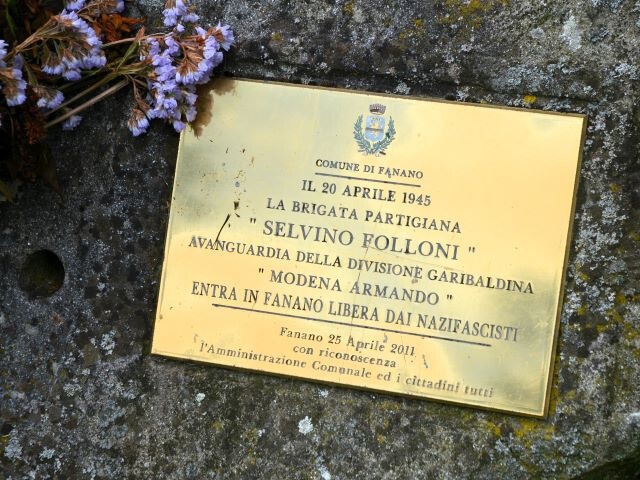 COMUNE DI FANANO
IL 20 APRILE 1945
LA BRIGATA PARTIGIANA
" SELVINO FOLLONI "
AVANGUARDIA DELLA DIVISIONE GARIBALDINA
" MODENA ARMANDO "
ENTRA IN FANANO LIBERA DAI NAZIFASCISTI
Fanano 25 Aprile 2011
con riconoscenza
l'Amministrazione Comunale ed i cittadini tutti